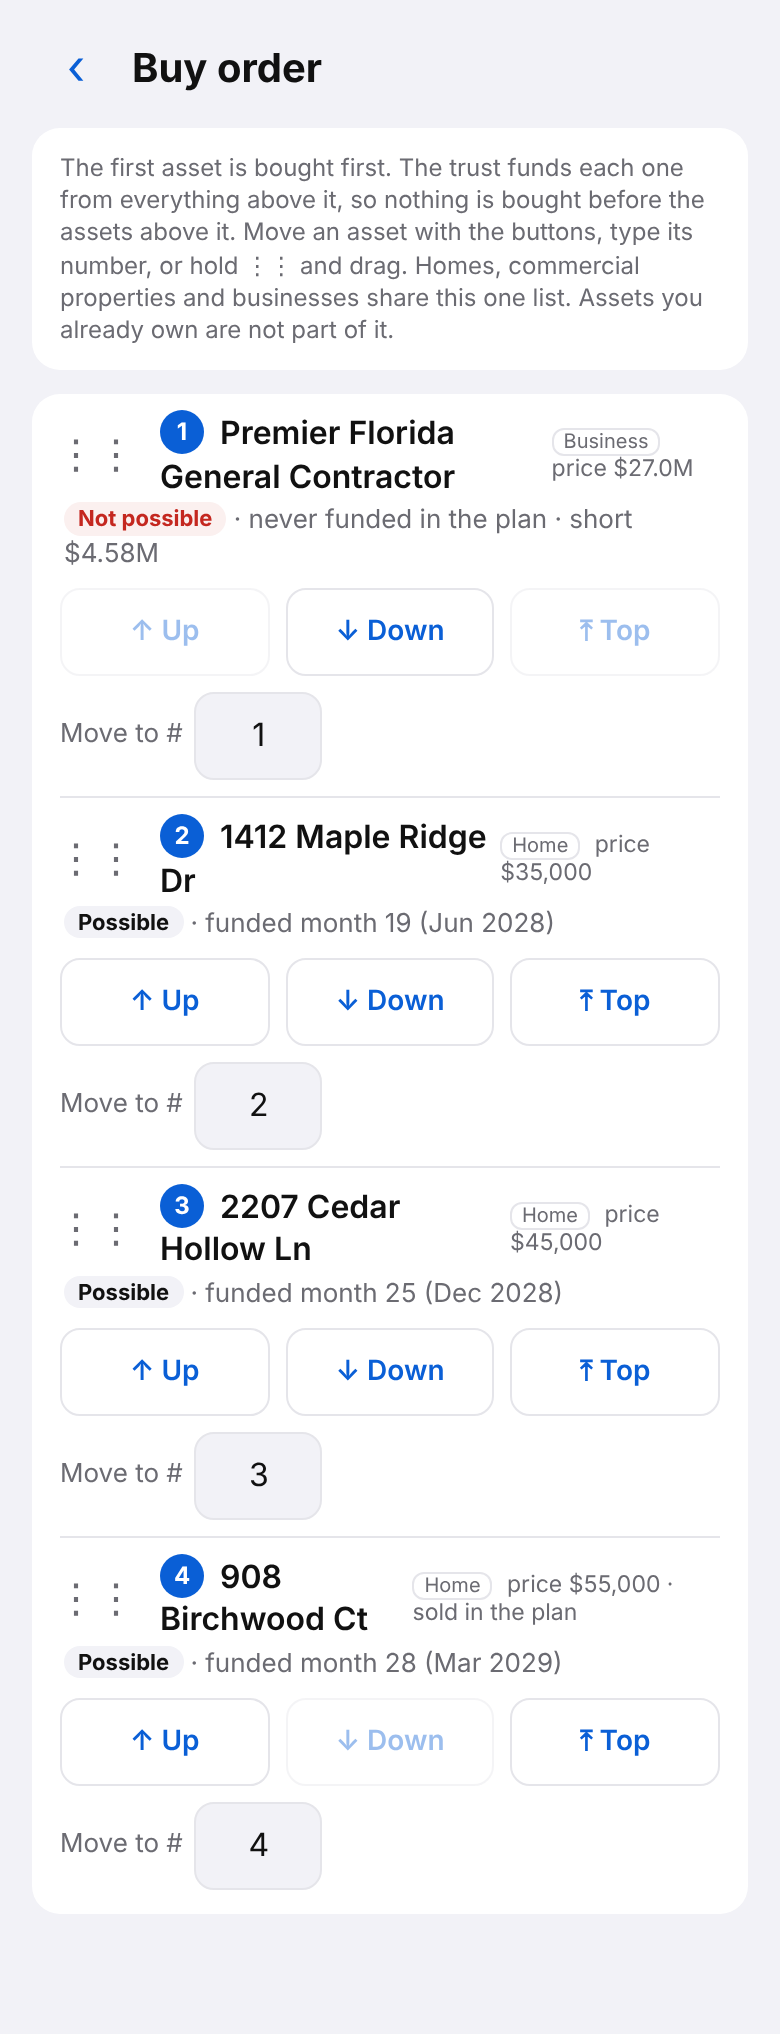 ‹ Buy order
The first asset is bought first. The trust funds each one
from everything above it, so nothing is bought before the
assets above it. Move an asset with the buttons, type its
number, or hold ⋮⋮ and drag. Homes, commercial
properties and businesses share this one list. Assets you
already own are not part of it.
⋮⋮ 1 Premier Florida
General Contractor
Business
price $27.0M
Not possible · never funded in the plan · short
$4.58M
↑ Up ↓ Down ⤒ Top
Move to # 1
⋮⋮ 2 1412 Maple Ridge
Dr
Home price
$35,000
Possible · funded month 19 (Jun 2028)
↑ Up ↓ Down ⤒ Top
Move to # 2
⋮⋮ 3 2207 Cedar
Hollow Ln
Home price
$45,000
Possible · funded month 25 (Dec 2028)
↑ Up ↓ Down ⤒ Top
Move to # 3
⋮⋮ 4 908
Birchwood Ct
Home price $55,000 ·
sold in the plan
Possible · funded month 28 (Mar 2029)
↑ Up ↓ Down ⤒ Top
Move to # 4